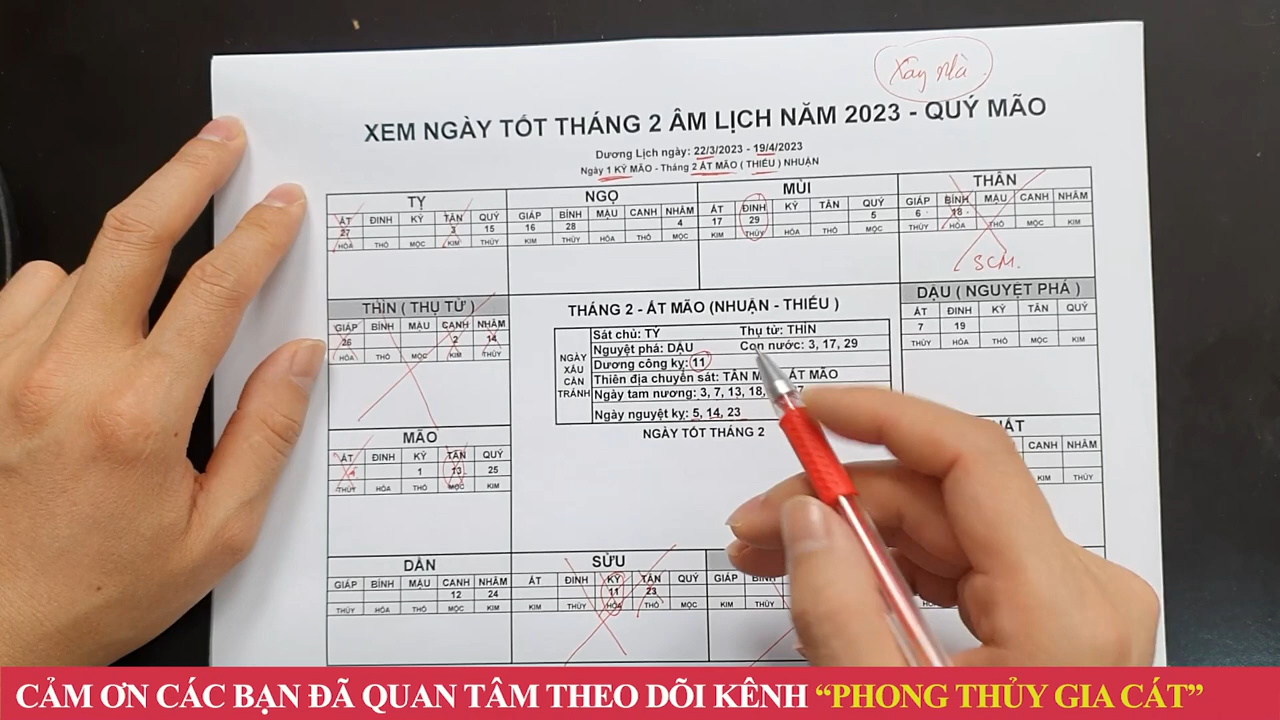 Xây nhà
XEM NGÀY TỐT THÁNG 2 ÂM LỊCH NĂM 2023 - QUÝ MÃO
Dương Lịch ngày: 22/3/2023 - 19/4/2023
Ngày 1 KỶ MÃO - Tháng 2 ẤT MÃO ( THIẾU ) NHUẬN
TỴ
ẤT ĐINH KỶ TÂN QUÝ
27 3 15
HỎA THỔ MỘC KIM THỦY
NGỌ
GIÁP BÍNH MẬU CANH NHÂM
16 28 4
KIM THỦY HỎA THỔ MỘC
MÙI
ẤT ĐINH KỶ TÂN QUÝ
17 29 5
KIM THỦY HỎA THỔ MỘC
THÂN
GIÁP BÍNH MẬU CANH NHÂM
6 18
THỦY HỎA THỔ MỘC KIM
SCM.
THÌN ( THỤ TỬ )
GIÁP BÍNH MẬU CANH NHÂM
26 2 14
HỎA THỔ MỘC KIM THỦY
THÁNG 2 - ẤT MÃO (NHUẬN - THIẾU )
NGÀY XẤU CẦN TRÁNH
Sát chủ: TÝ Thụ tử: THÌN
Nguyệt phá: DẬU Con nước: 3, 17, 29
Dương công kỵ: 11
Thiên địa chuyển sát: TÂN M ẤT MÃO
Ngày tam nương: 3, 7, 13, 18, 7
Ngày nguyệt kỵ: 5, 14, 23
NGÀY TỐT THÁNG 2
DẬU ( NGUYỆT PHÁ )
ẤT ĐINH KỶ TÂN QUÝ
7 19
THỦY HỎA THỔ MỘC KIM
MÃO
ẤT ĐINH KỶ TÂN QUÝ
1 13 25
THỦY HỎA THỔ MỘC KIM
CANH NHÂM
KIM THỦY
DẦN
GIÁP BÍNH MẬU CANH NHÂM
12 24
THỦY HỎA THỔ MỘC KIM
SỬU
ẤT ĐINH KỶ TÂN QUÝ
11 23
KIM THỦY HỎA THỔ MỘC
GIÁP BÍNH
CẢM ƠN CÁC BẠN ĐÃ QUAN TÂM THEO DÕI KÊNH “PHONG THỦY GIA CÁT”